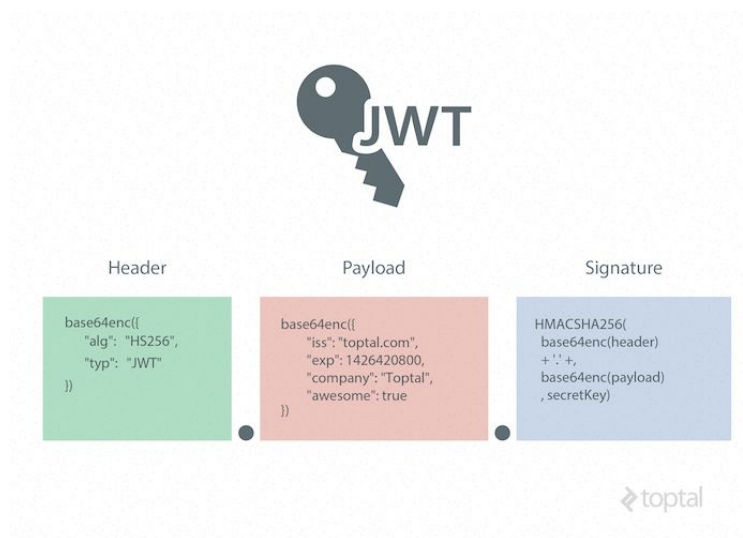 JWT
Header
base64enc({
"alg": "HS256",
"typ": "JWT"
})
Payload
base64enc({
"iss": "toptal.com",
"exp": 1426420800,
"company": "Toptal",
"awesome": true
})
Signature
HMACSHA256(
base64enc(header)
+ '.' +,
base64enc(payload)
, secretKey)
toptal